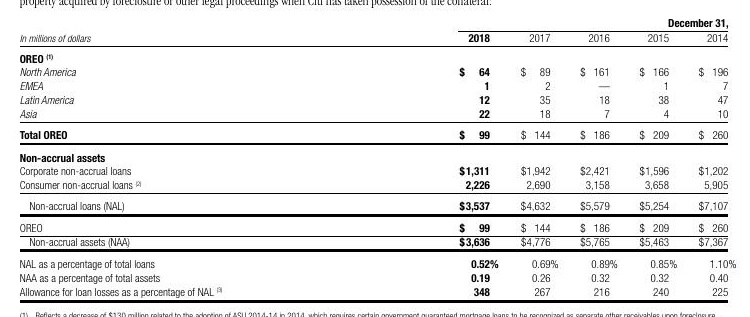 property acquired by foreclosure or other legal proceedings when Citi has taken possession of the collateral:
December 31,
In millions of dollars 2018 2017 2016 2015 2014
OREO (1)
North America $ 64 $ 89 $ 161 $ 166 $ 196
EMEA 1 2 — 1 7
Latin America 12 35 18 38 47
Asia 22 18 7 4 10
Total OREO $ 99 $ 144 $ 186 $ 209 $ 260
Non-accrual assets
Corporate non-accrual loans $1,311 $1,942 $2,421 $1,596 $1,202
Consumer non-accrual loans (2) 2,226 2,690 3,158 3,658 5,905
Non-accrual loans (NAL) $3,537 $4,632 $5,579 $5,254 $7,107
OREO $ 99 $ 144 $ 186 $ 209 $ 260
Non-accrual assets (NAA) $3,636 $4,776 $5,765 $5,463 $7,367
NAL as a percentage of total loans 0.52% 0.69% 0.89% 0.85% 1.10%
NAA as a percentage of total assets 0.19 0.26 0.32 0.32 0.40
Allowance for loan losses as a percentage of NAL (3) 348 267 216 240 225
(1) Reflects a decrease of $130 million related to the adoption of ASU 2014-14 in 2014, which requires certain government guaranteed mortgage loans to be recognized as separate other receivables upon foreclosure.